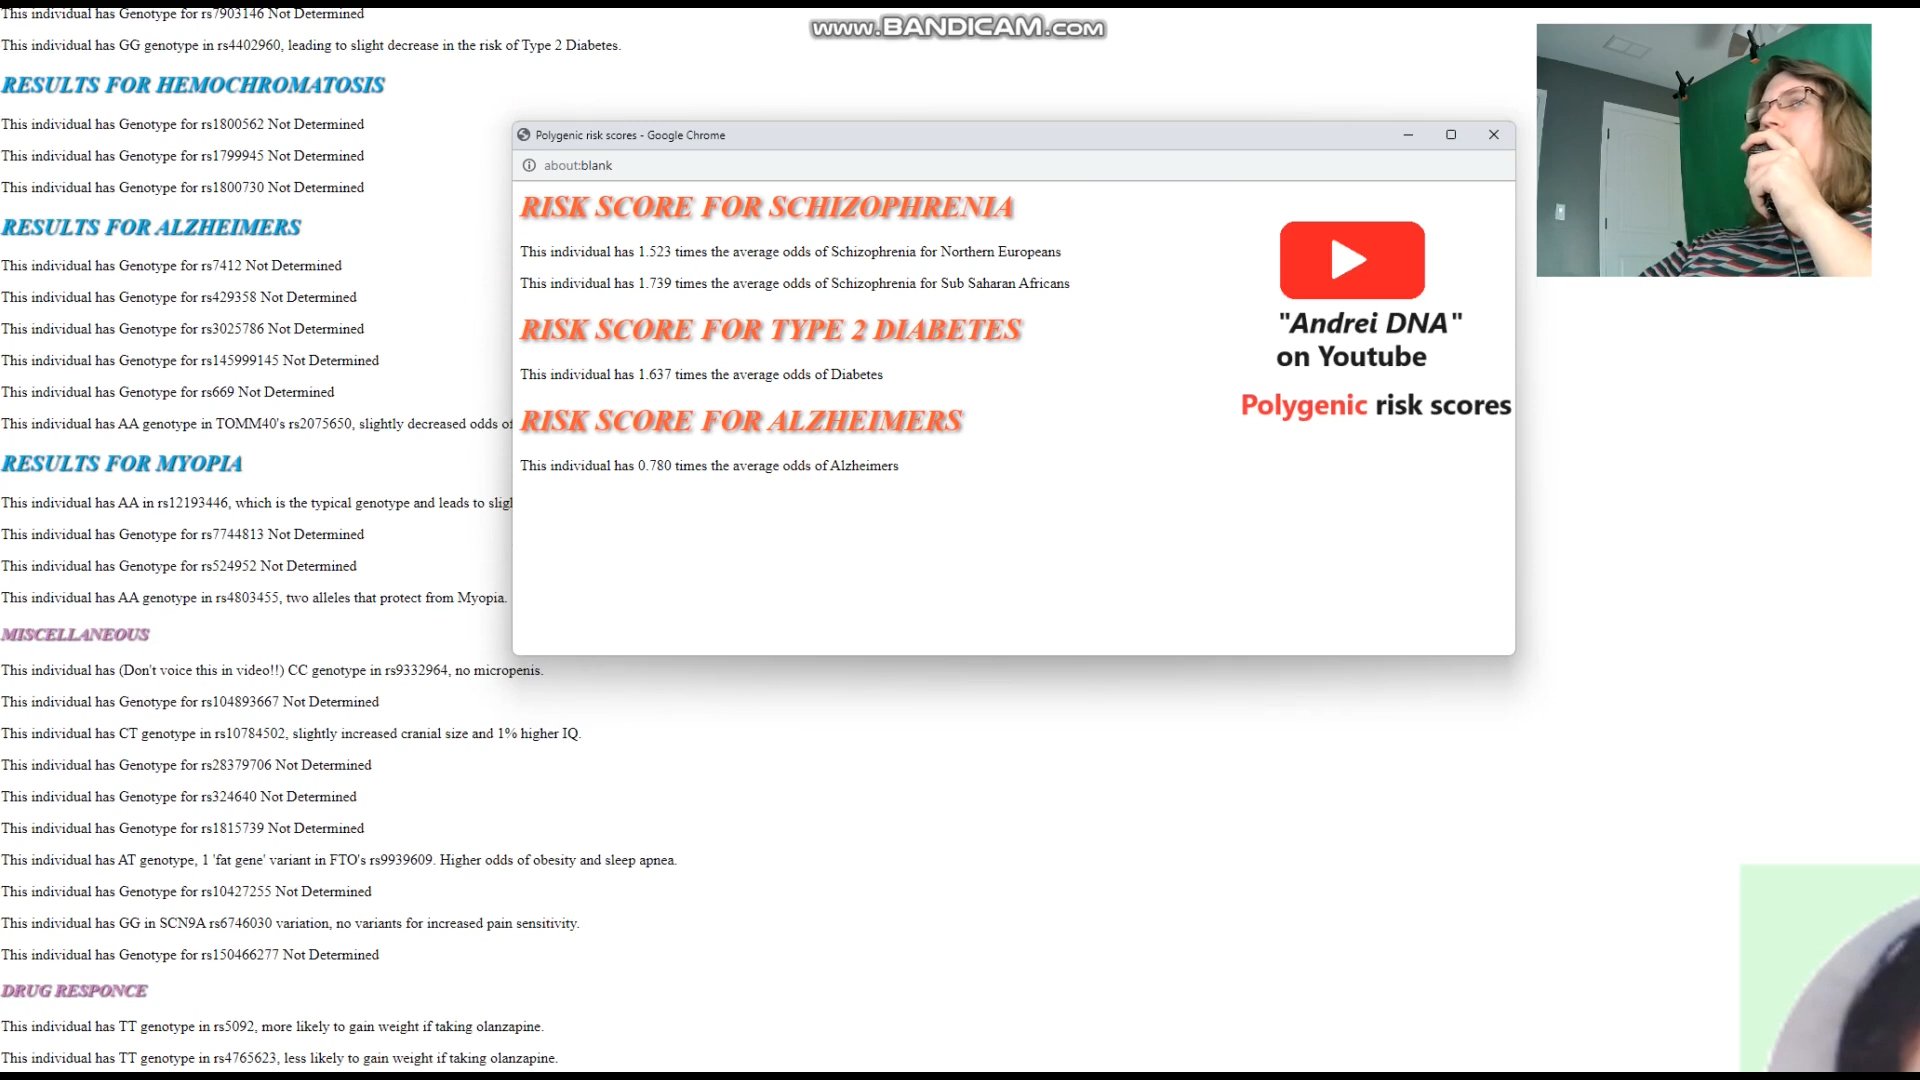 This individual has Genotype for rs7903146 Not Determined
WWW.BANDICAM.COM
This individual has GG genotype in rs4402960, leading to slight decrease in the risk of Type 2 Diabetes.
RESULTS FOR HEMOCHROMATOSIS
This individual has Genotype for rs1800562 Not Determined
This individual has Genotype for rs1799945 Not Determined
This individual has Genotype for rs1800730 Not Determined
RESULTS FOR ALZHEIMERS
This individual has Genotype for rs7412 Not Determined
This individual has Genotype for rs429358 Not Determined
This individual has Genotype for rs3025786 Not Determined
This individual has Genotype for rs145999145 Not Determined
This individual has Genotype for rs669 Not Determined
This individual has AA genotype in TOMM40's rs2075650, slightly decreased odds of
RESULTS FOR MYOPIA
This individual has AA in rs12193446, which is the typical genotype and leads to
This individual has Genotype for rs7744813 Not Determined
This individual has Genotype for rs524952 Not Determined
This individual has AA genotype in rs4803455, two alleles that protect from Myopia.
MISCELLANEOUS
This individual has (Don't voice this in video!!) CC genotype in rs9332964, no micropenis.
This individual has Genotype for rs104893667 Not Determined
This individual has CT genotype in rs10784502, slightly increased cranial size and 1% higher IQ.
This individual has Genotype for rs28379706 Not Determined
This individual has Genotype for rs324640 Not Determined
This individual has Genotype for rs1815739 Not Determined
This individual has AT genotype, 1 'fat gene' variant in FTO's rs9939609. Higher odds of obesity and sleep apnea.
This individual has Genotype for rs10427255 Not Determined
This individual has GG in SCN9A rs6746030 variation, no variants for increased pain sensitivity.
This individual has Genotype for rs150466277 Not Determined
DRUG RESPONCE
This individual has TT genotype in rs5092, more likely to gain weight if taking olanzapine.
This individual has TT genotype in rs4765623, less likely to gain weight if taking olanzapine.
Polygenic risk scores - Google Chrome
about:blank
RISK SCORE FOR SCHIZOPHRENIA
This individual has 1.523 times the average odds of Schizophrenia for Northern Europeans
This individual has 1.739 times the average odds of Schizophrenia for Sub Saharan Africans
RISK SCORE FOR TYPE 2 DIABETES
This individual has 1.637 times the average odds of Diabetes
RISK SCORE FOR ALZHEIMERS
This individual has 0.780 times the average odds of Alzheimers
"Andrei DNA"
on Youtube
Polygenic risk scores